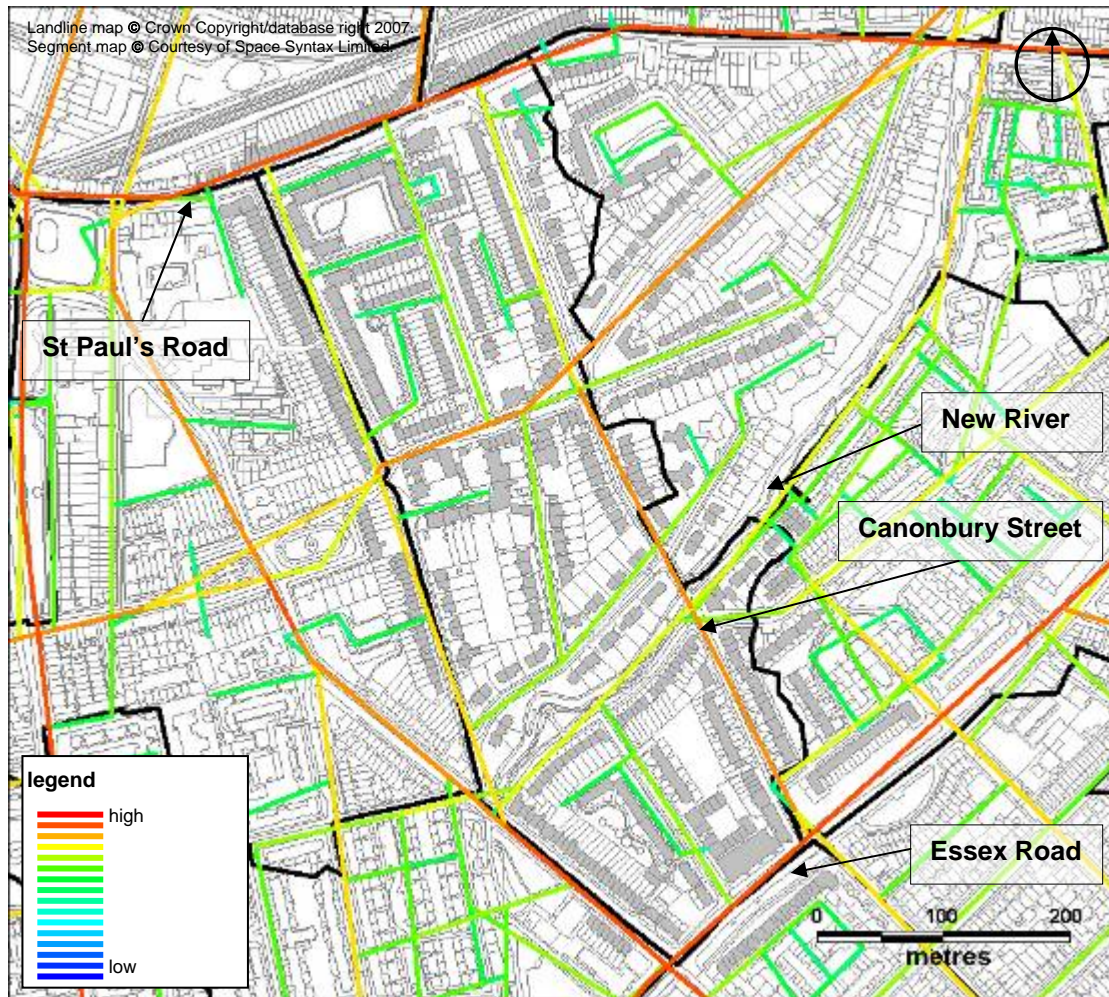 Landline map © Crown Copyright/database right 2007.
Segment map © Courtesy of Space Syntax Limited.
St Paul's Road
New River
Canonbury Street
Essex Road
legend
high
low
0 100 200
metres